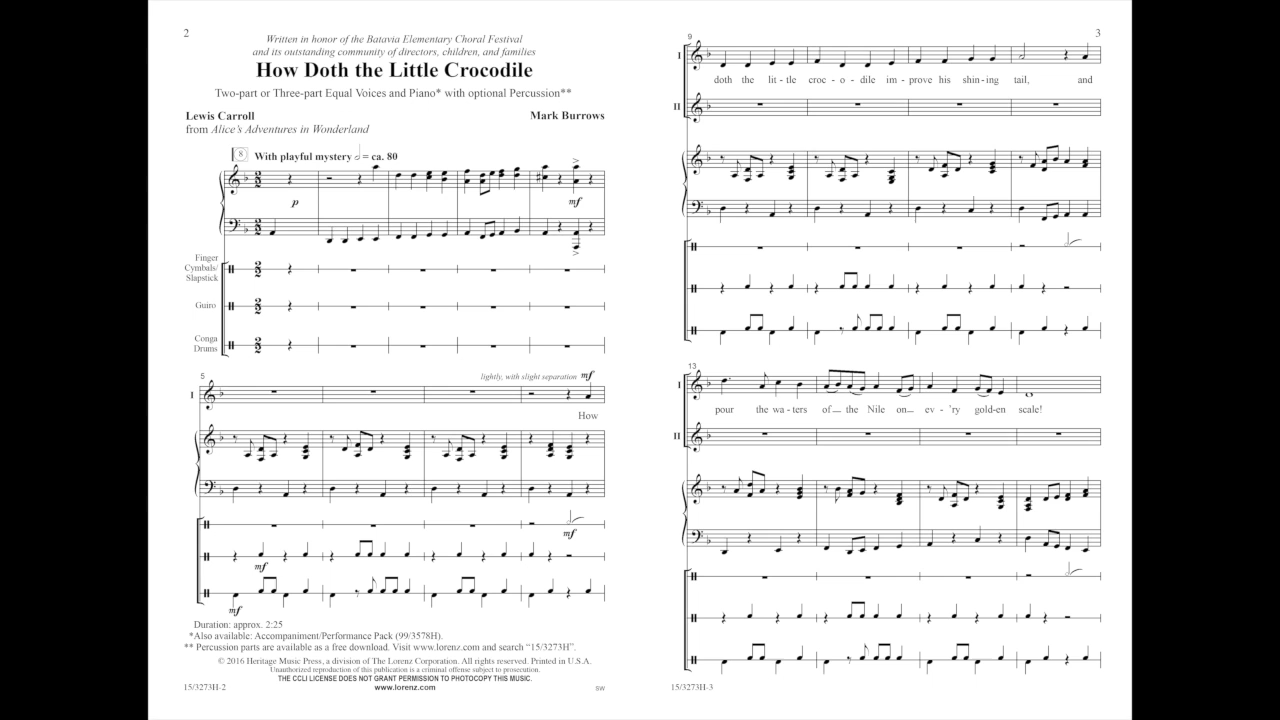 2
Written in honor of the Batavia Elementary Choral Festival
and its outstanding community of directors, children, and families
How Doth the Little Crocodile
Two-part or Three-part Equal Voices and Piano* with optional Percussion**
Lewis Carroll
Mark Burrows
from Alice's Adventures in Wonderland
8
With playful mystery 𝅗𝅥 = ca. 80
p
mf
Finger
Cymbals/
Slapstick
Guiro
Conga
Drums
5
lightly, with slight separation mf
I
How
mf
mf
mf
Duration: approx. 2:25
*Also available: Accompaniment/Performance Pack (99/3578H).
** Percussion parts are available as a free download. Visit www.lorenz.com and search “15/3273H”.
© 2016 Heritage Music Press, a division of The Lorenz Corporation. All rights reserved. Printed in U.S.A.
Unauthorized reproduction of this publication is a criminal offense subject to prosecution.
THE CCLI LICENSE DOES NOT GRANT PERMISSION TO PHOTOCOPY THIS MUSIC.
www.lorenz.com
15/3273H-2
SW
3
9
I
doth the lit - tle croc - o - dile im - prove his shin - ing tail, and
II
13
I
pour the wa - ters of the Nile on ev - 'ry gold - en scale!
II
15/3273H-3